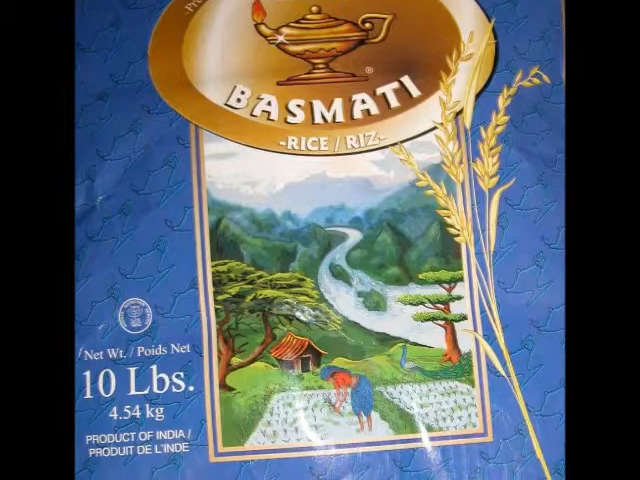 BASMATI
®
-RICE / RIZ-
Net Wt. / Poids Net
10 Lbs.
4.54 kg
PRODUCT OF INDIA /
PRODUIT DE L'INDE